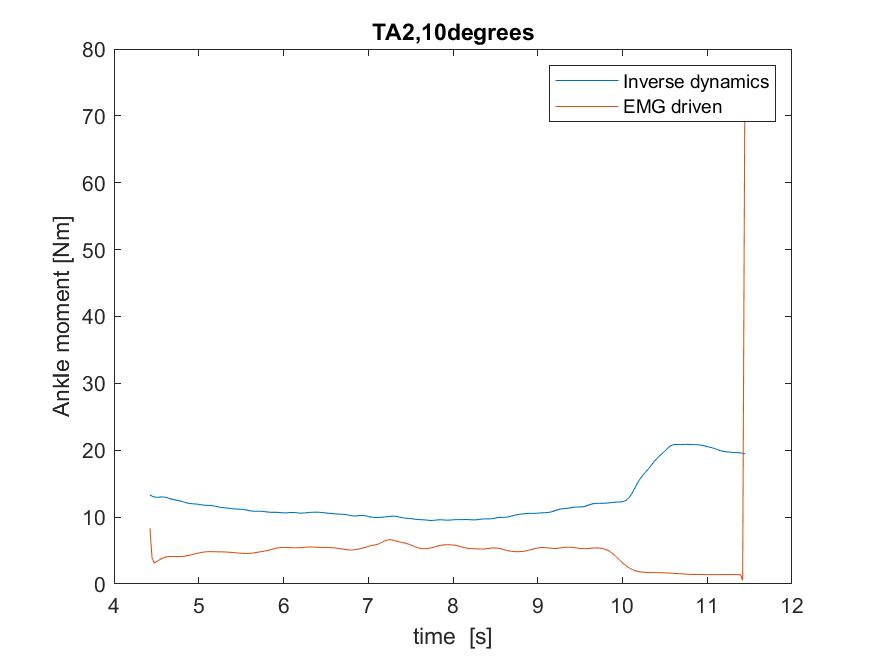 TA2,10degrees
Inverse dynamics
EMG driven
80
70
60
50
40
30
20
10
0
Ankle moment [Nm]
4 5 6 7 8 9 10 11 12
time [s]